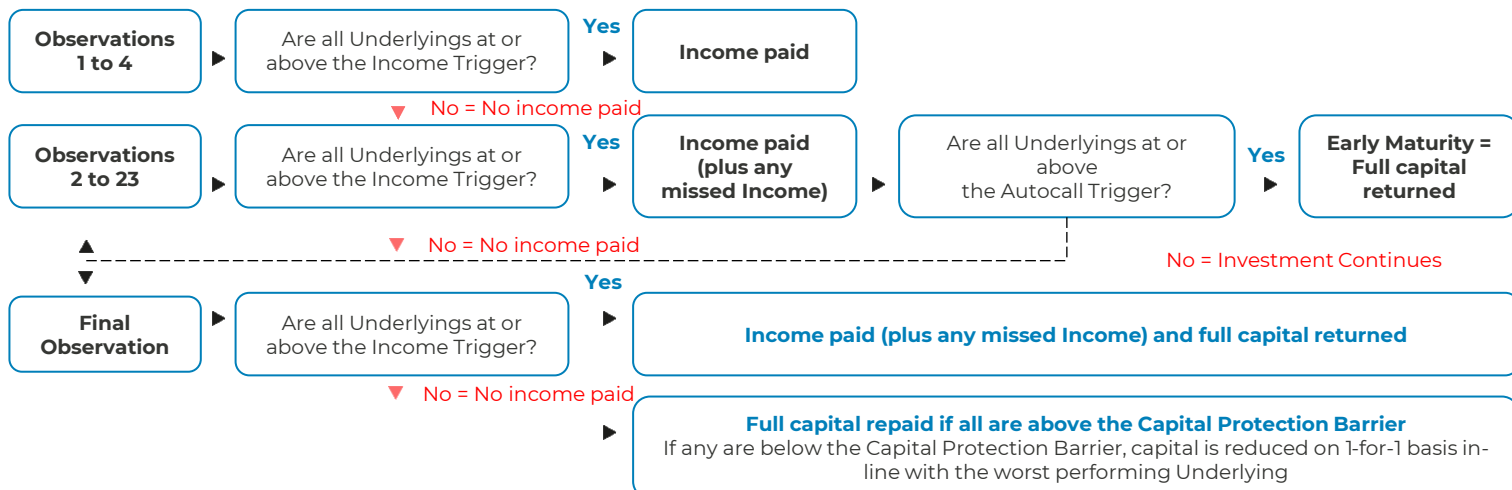 Observations
1 to 4
Are all Underlyings at or
above the Income Trigger?
Yes
Income paid
No = No income paid
Observations
2 to 23
Are all Underlyings at or
above the Income Trigger?
Yes
Income paid
(plus any
missed Income)
Are all Underlyings at or
above
the Autocall Trigger?
Yes
Early Maturity =
Full capital
returned
No = No income paid
No = Investment Continues
Final
Observation
Are all Underlyings at or
above the Income Trigger?
Yes
Income paid (plus any missed Income) and full capital returned
No = No income paid
Full capital repaid if all are above the Capital Protection Barrier
If any are below the Capital Protection Barrier, capital is reduced on 1-for-1 basis in-
line with the worst performing Underlying